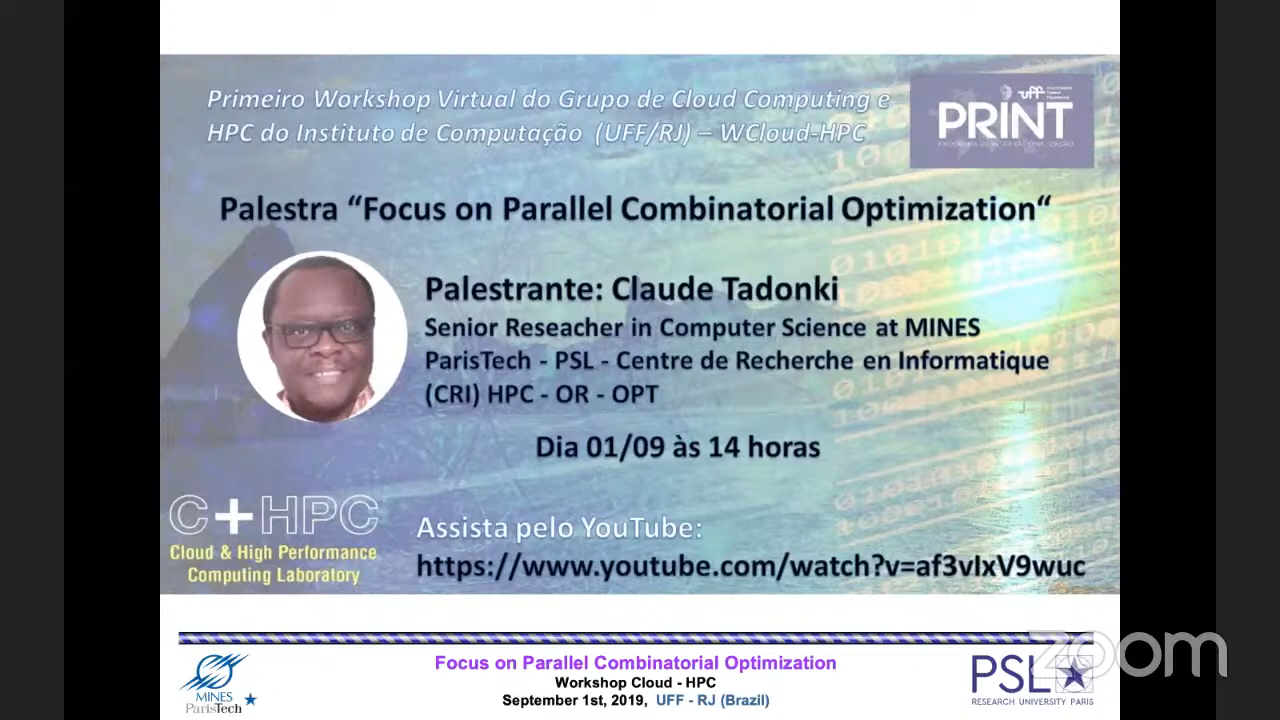 Primeiro Workshop Virtual do Grupo de Cloud Computing e
HPC do Instituto de Computação (UFF/RJ) – WCloud-HPC
uff
PRINT
PROGRAMA DE INTERNACIONALIZAÇÃO
Palestra “Focus on Parallel Combinatorial Optimization“
Palestrante: Claude Tadonki
Senior Reseacher in Computer Science at MINES
ParisTech - PSL - Centre de Recherche en Informatique
(CRI) HPC - OR - OPT
Dia 01/09 às 14 horas
C+HPC
Cloud & High Performance
Computing Laboratory
Assista pelo YouTube:
https://www.youtube.com/watch?v=af3vIxV9wuc
MINES
ParisTech
Focus on Parallel Combinatorial Optimization
Workshop Cloud - HPC
September 1st, 2019, UFF - RJ (Brazil)
PSL
RESEARCH UNIVERSITY PARIS
zoom